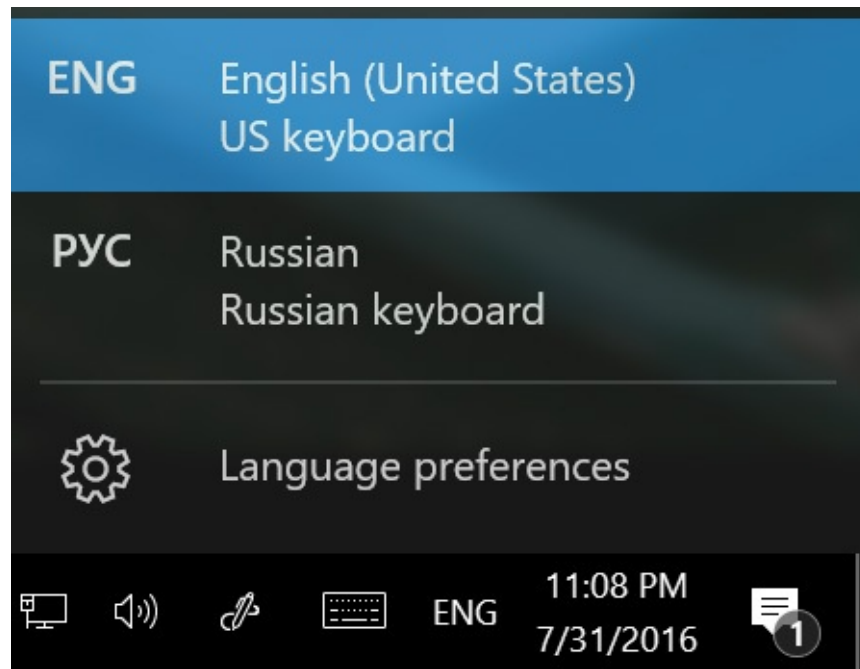 ENG English (United States)
US keyboard
РУС Russian
Russian keyboard
Language preferences
ENG 11:08 PM
7/31/2016
1